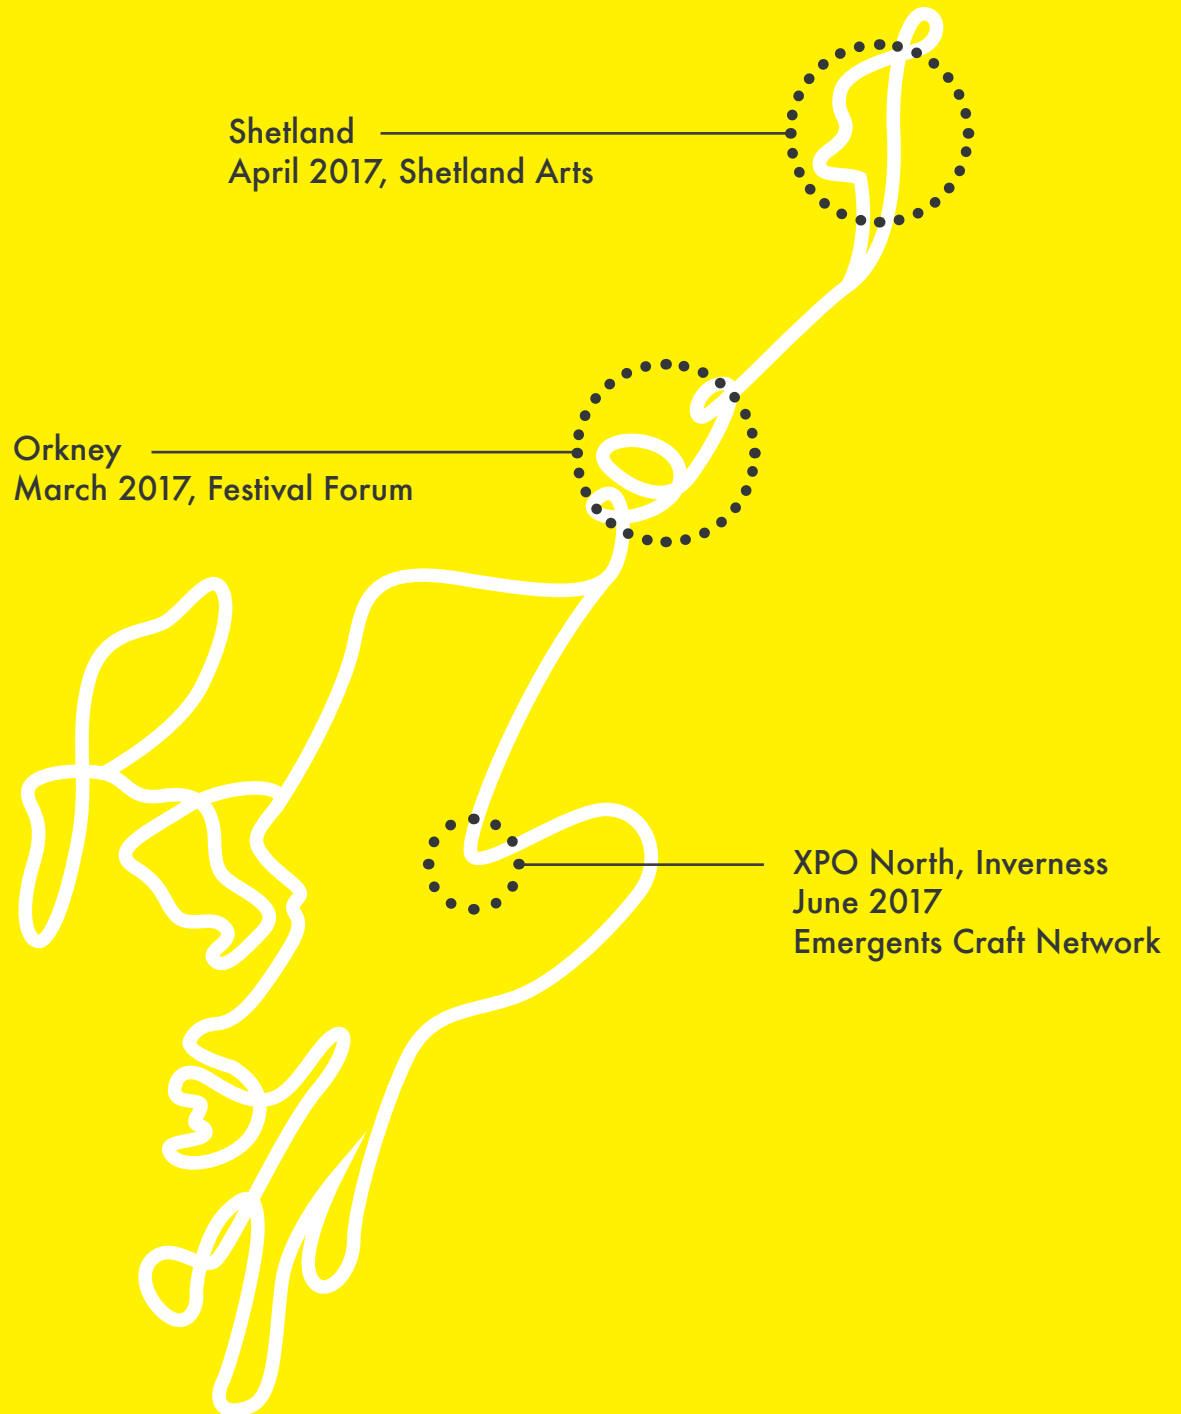 Shetland
April 2017, Shetland Arts
Orkney
March 2017, Festival Forum
XPO North, Inverness
June 2017
Emergents Craft Network